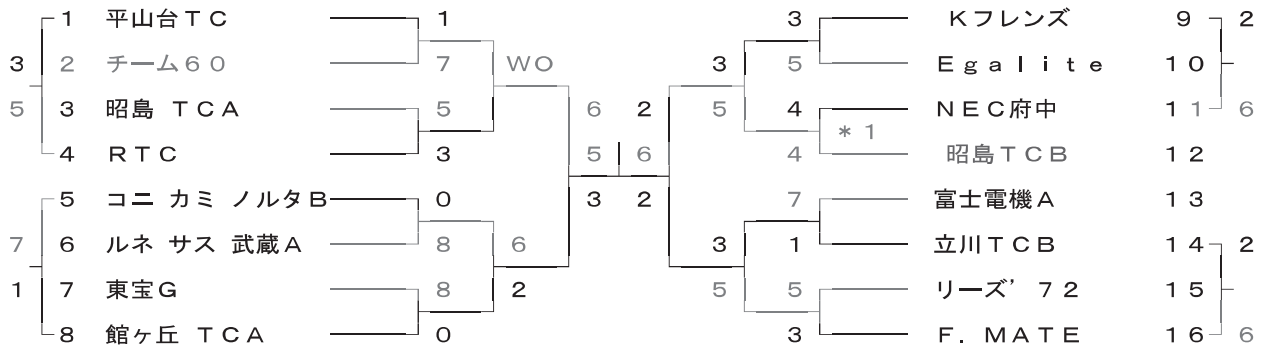 1 平山台TC 1 3 Kフレンズ 9 2
3 2 チーム60 7 WO 3 5 Egalite 10
5 3 昭島 TCA 5 6 2 5 4 NEC府中 11 6
*1
4 RTC 3 5 6 4 昭島TCB 12
5 コニ カミ ノルタB 0 3 2 7 富士電機A 13
7 6 ルネ サス 武蔵A 8 6 3 1 立川TCB 14 2
1 7 東宝G 8 2 5 5 リーズ’72 15
8 館ヶ丘 TCA 0 3 F. MATE 16 6